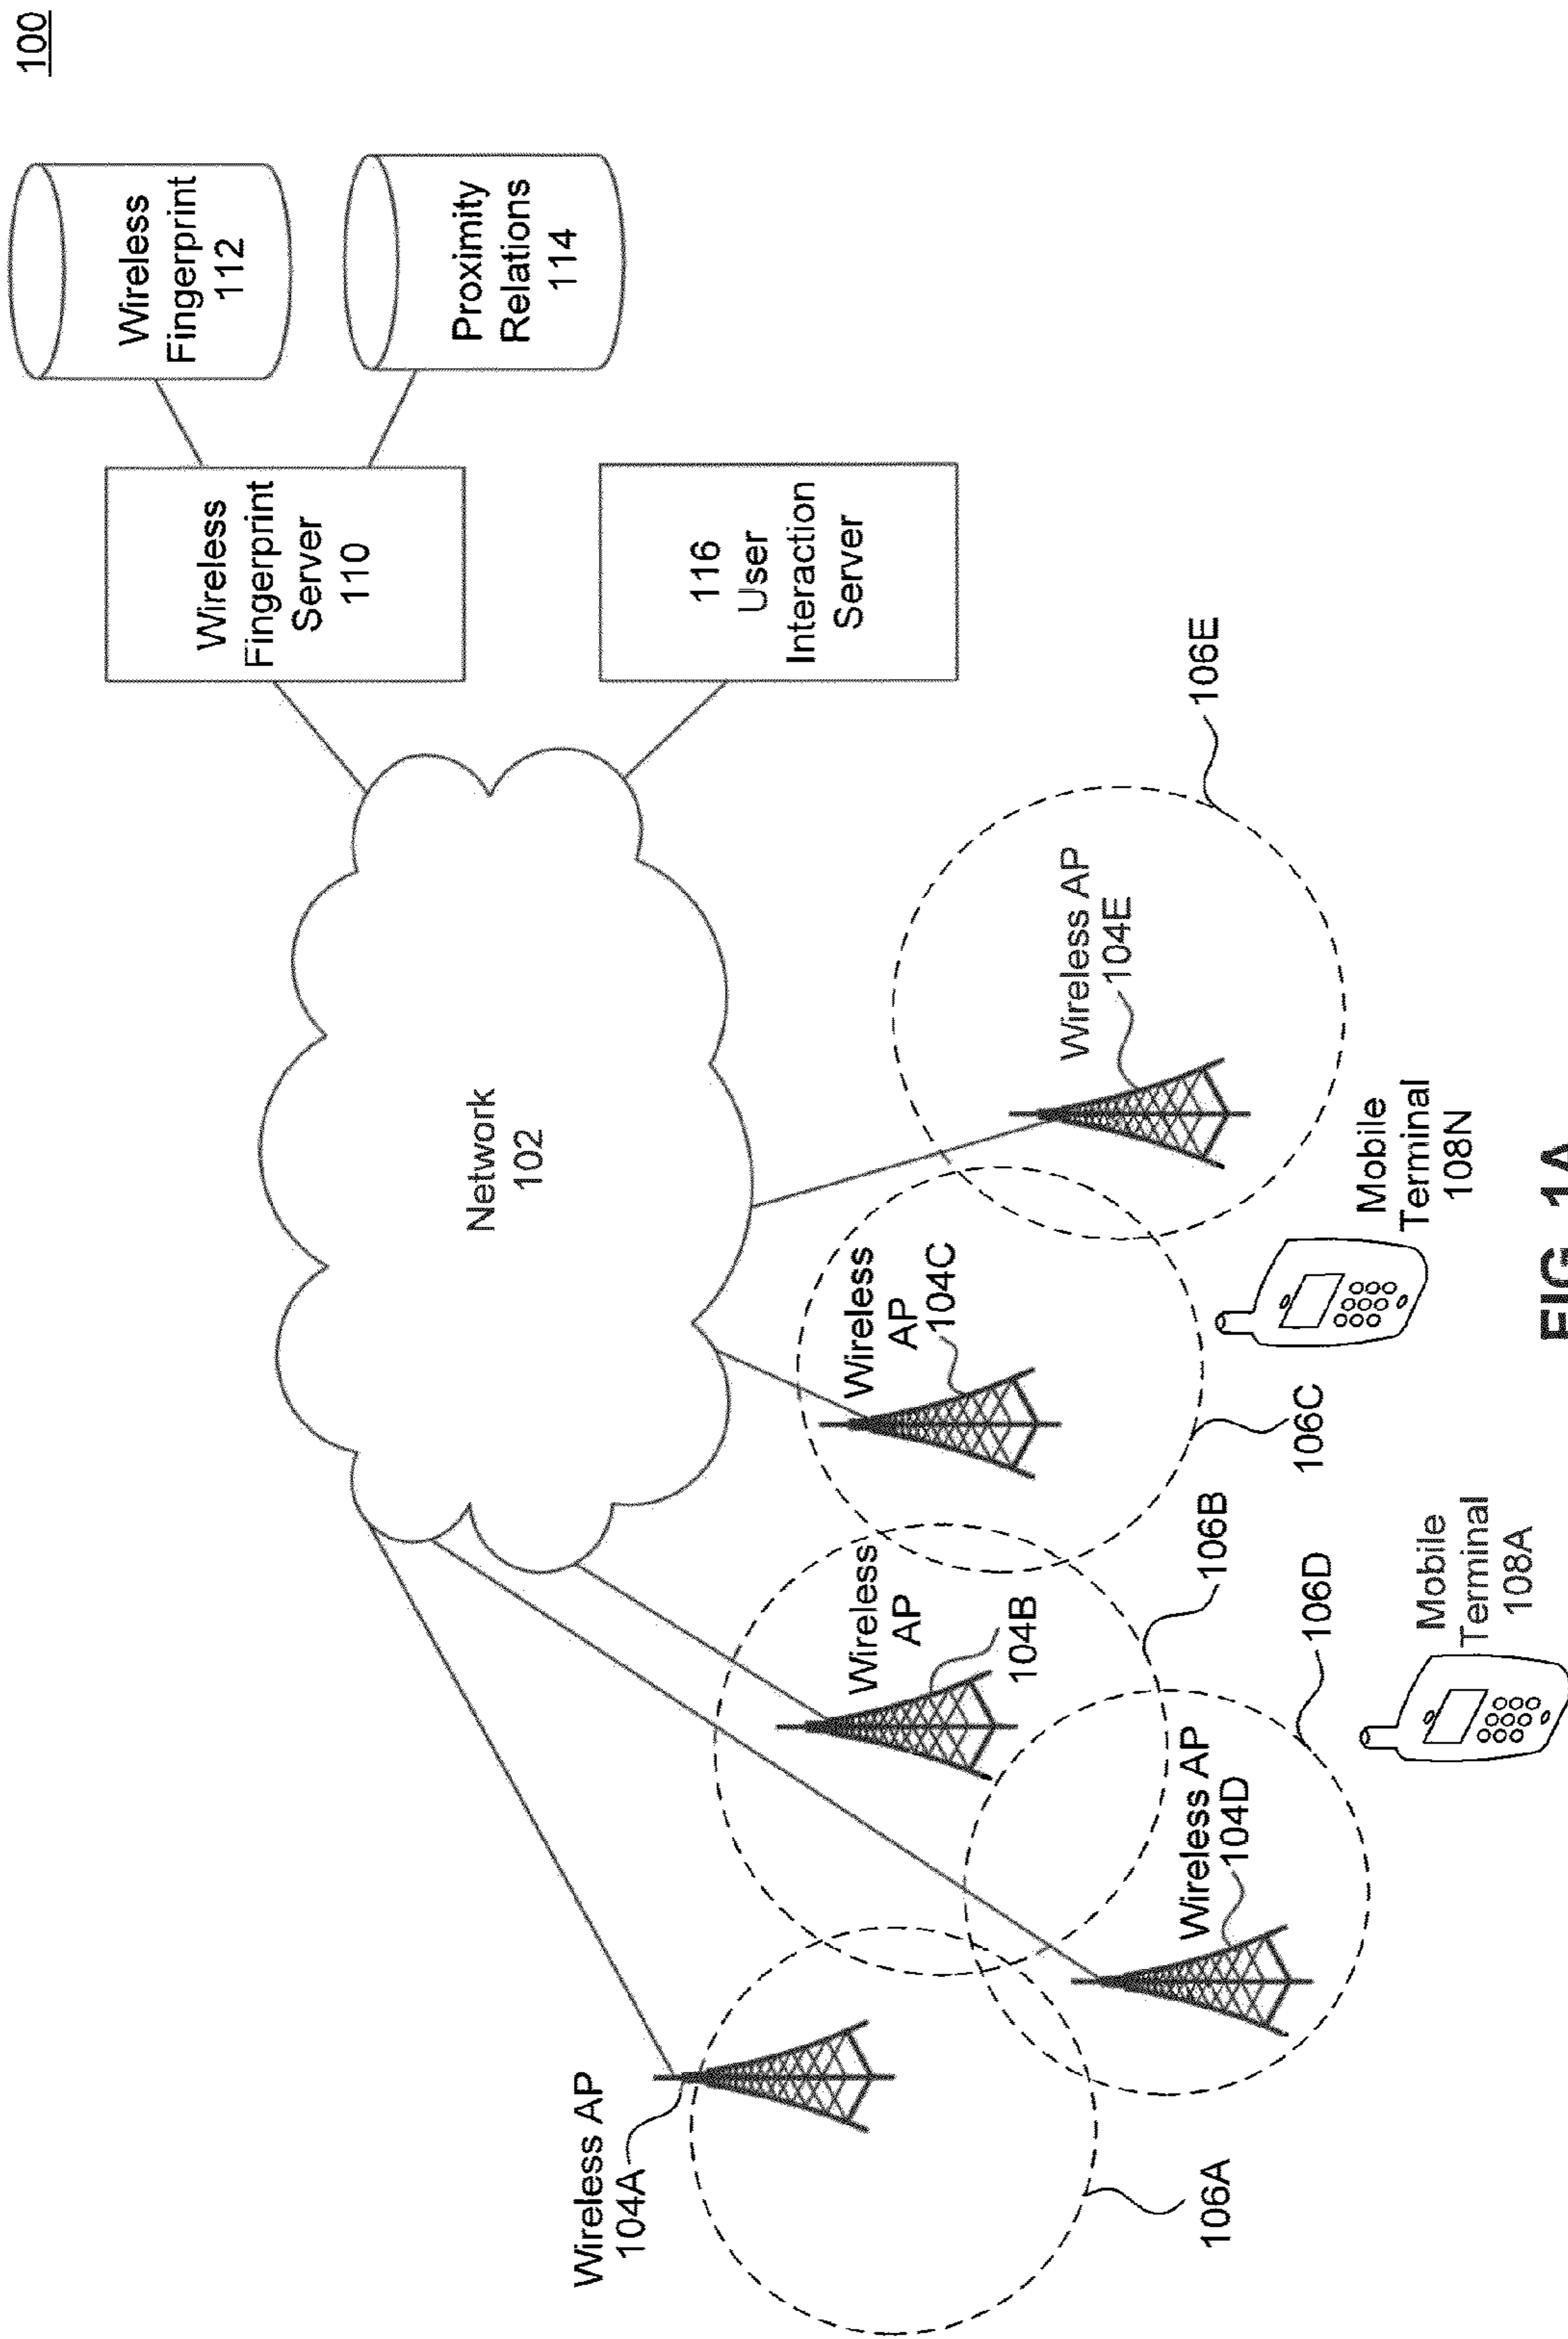 100
Wireless
Fingerprint
112
Proximity
Relations
114
Wireless
Fingerprint
Server
110
116
User
Interaction
Server
Network
102
Wireless AP
104A
106A
Wireless
AP
104B
106B
Wireless
AP
104C
106C
Wireless AP
104D
106D
Wireless AP
104E
106E
Mobile
Terminal
108A
Mobile
Terminal
108N
FIG. 1A